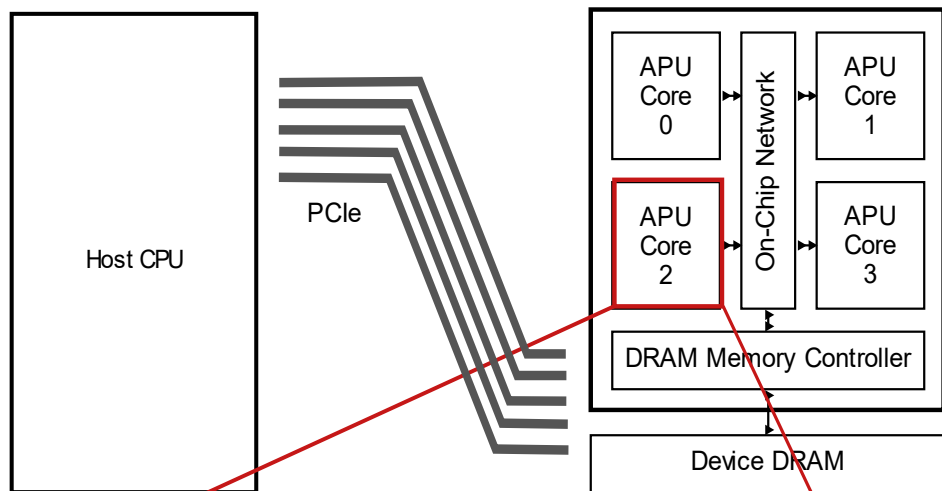 Host CPU
PCIe
APU
Core
0
APU
Core
1
APU
Core
2
APU
Core
3
On-Chip Network
DRAM Memory Controller
Device DRAM